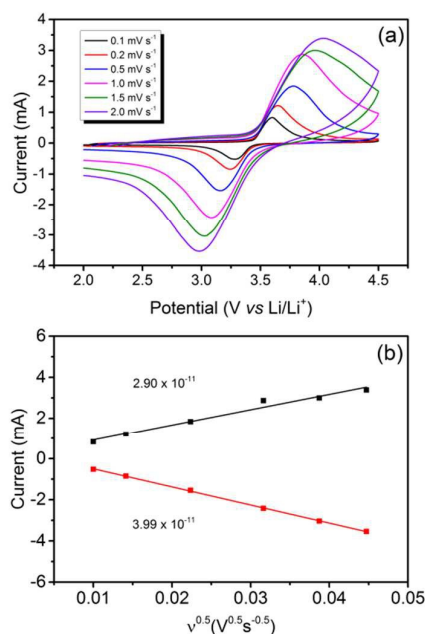 (a)
0.1 mV s⁻¹
0.2 mV s⁻¹
0.5 mV s⁻¹
1.0 mV s⁻¹
1.5 mV s⁻¹
2.0 mV s⁻¹
4
3
2
1
0
-1
-2
-3
-4
Current (mA)
2.0 2.5 3.0 3.5 4.0 4.5
Potential (V vs Li/Li⁺)
(b)
6
4
2
0
-2
-4
-6
Current (mA)
2.90 x 10⁻¹¹
3.99 x 10⁻¹¹
0.01 0.02 0.03 0.04 0.05
ν⁰·⁵(V⁰·⁵s⁻⁰·⁵)